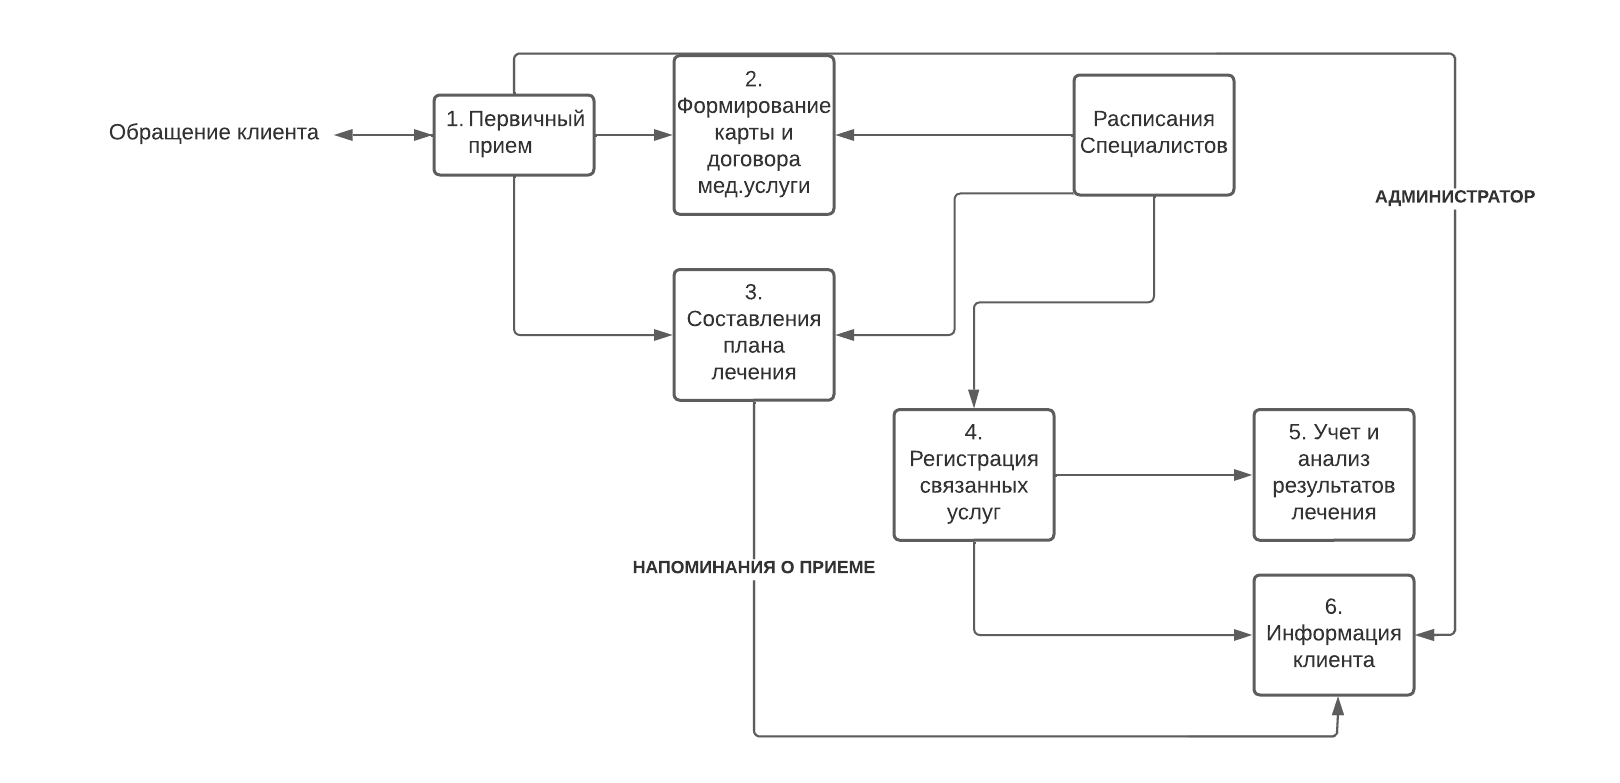 Обращение клиента
1. Первичный
прием
2.
Формирование
карты и
договора
мед.услуги
Расписания
Специалистов
АДМИНИСТРАТОР
3.
Составления
плана
лечения
4.
Регистрация
связанных
услуг
5. Учет и
анализ
результатов
лечения
НАПОМИНАНИЯ О ПРИЕМЕ
6.
Информация
клиента